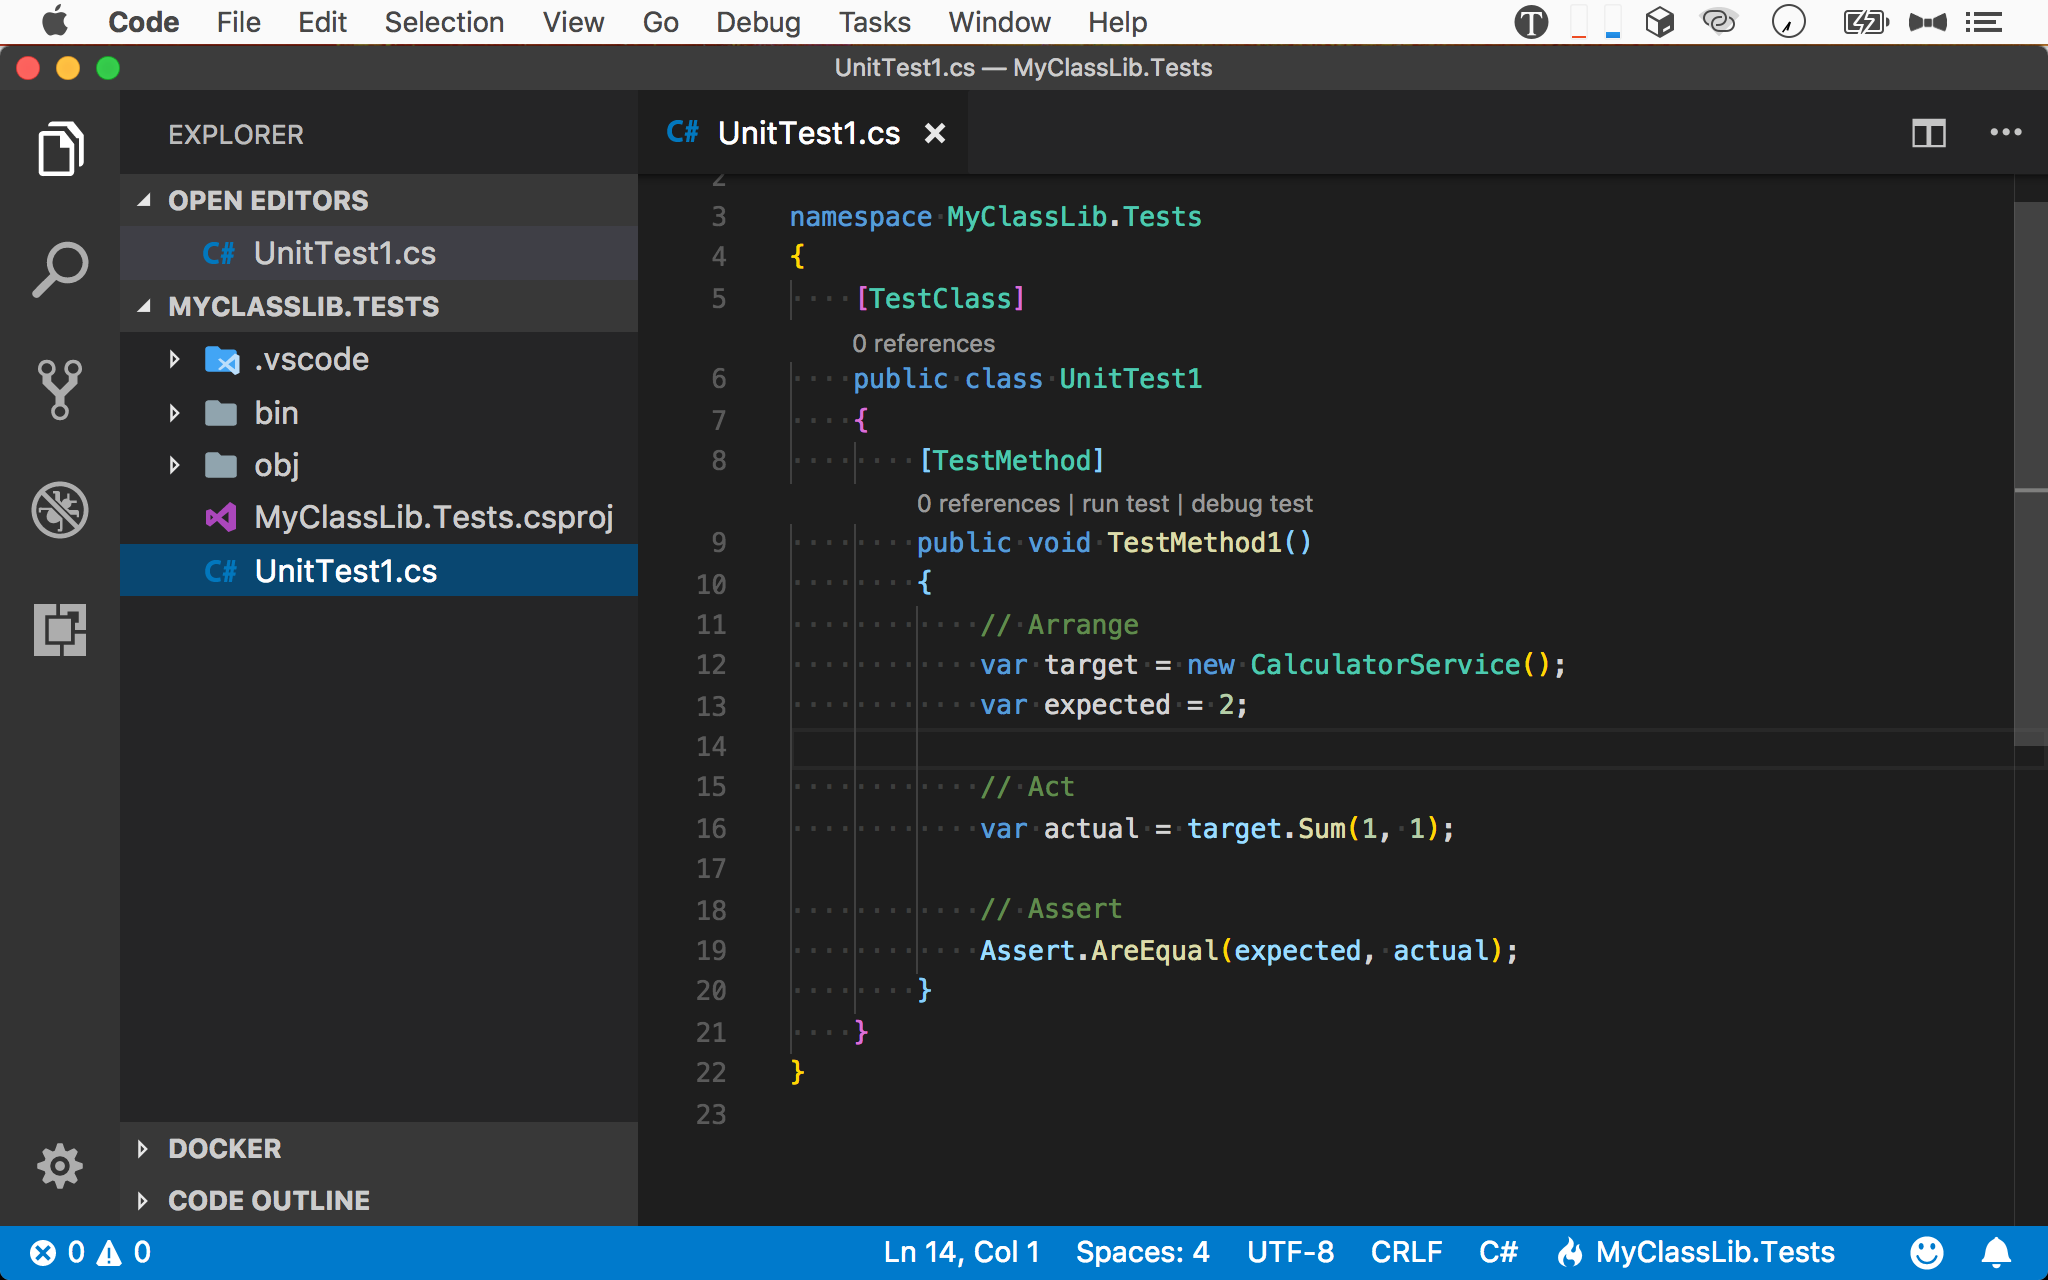 Code File Edit Selection View Go Debug Tasks Window Help
UnitTest1.cs — MyClassLib.Tests
EXPLORER
OPEN EDITORS
C# UnitTest1.cs
MYCLASSLIB.TESTS
.vscode
bin
obj
MyClassLib.Tests.csproj
C# UnitTest1.cs
DOCKER
CODE OUTLINE
C# UnitTest1.cs ×
2
3 namespace MyClassLib.Tests
4 {
5 [TestClass]
0 references
6 public class UnitTest1
7 {
8 [TestMethod]
0 references | run test | debug test
9 public void TestMethod1()
10 {
11 // Arrange
12 var target = new CalculatorService();
13 var expected = 2;
14
15 // Act
16 var actual = target.Sum(1, 1);
17
18 // Assert
19 Assert.AreEqual(expected, actual);
20 }
21 }
22 }
23
0 0 Ln 14, Col 1 Spaces: 4 UTF-8 CRLF C# MyClassLib.Tests